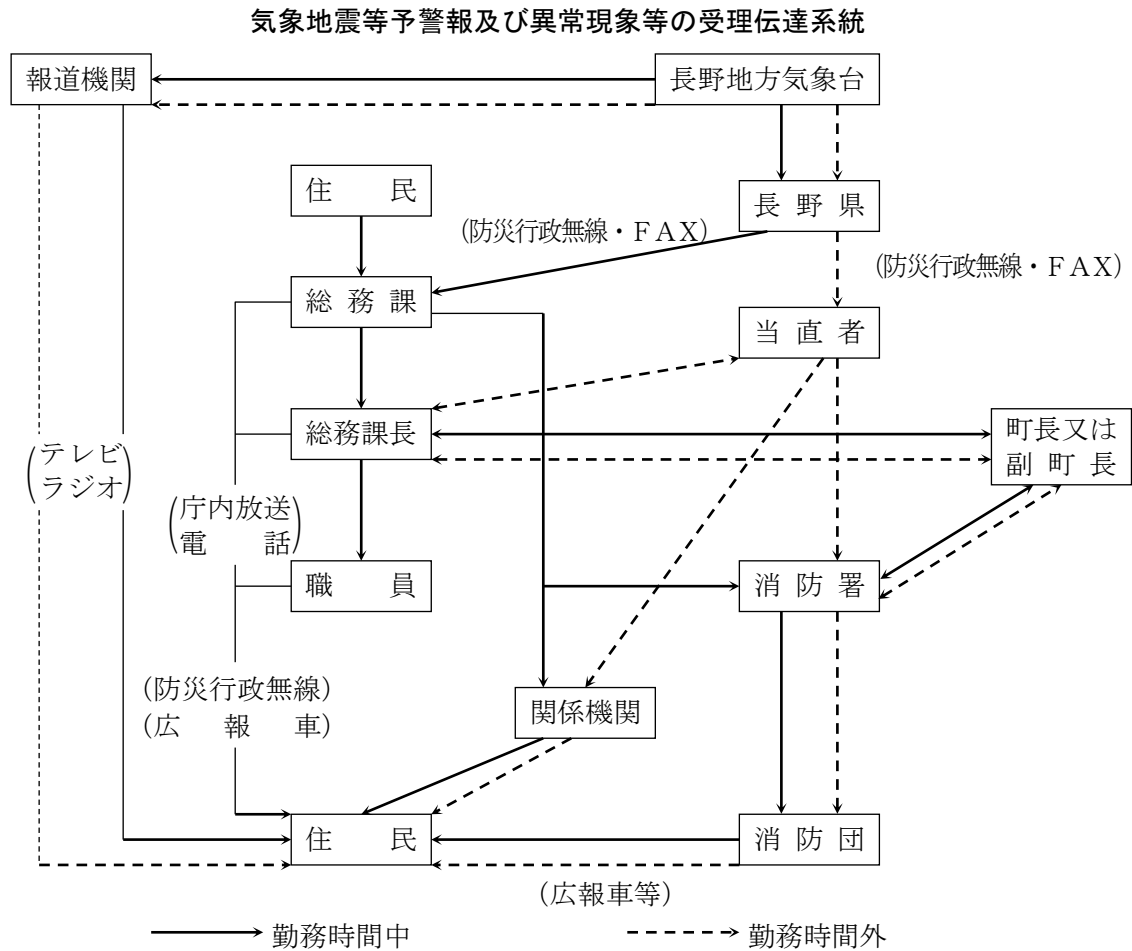 気象地震等予警報及び異常現象等の受理伝達系統
報道機関
長野地方気象台
住　　民
長 野 県
(防災行政無線・ＦＡＸ)
(防災行政無線・ＦＡＸ)
総 務 課
当 直 者
総務課長
町長又は
副 町 長
(テレビ
ラジオ)
(庁内放送
電　　話)
職　　員
消 防 署
(防災行政無線)
(広　報　車)
関係機関
住　　民
消 防 団
(広報車等)
勤務時間中
勤務時間外